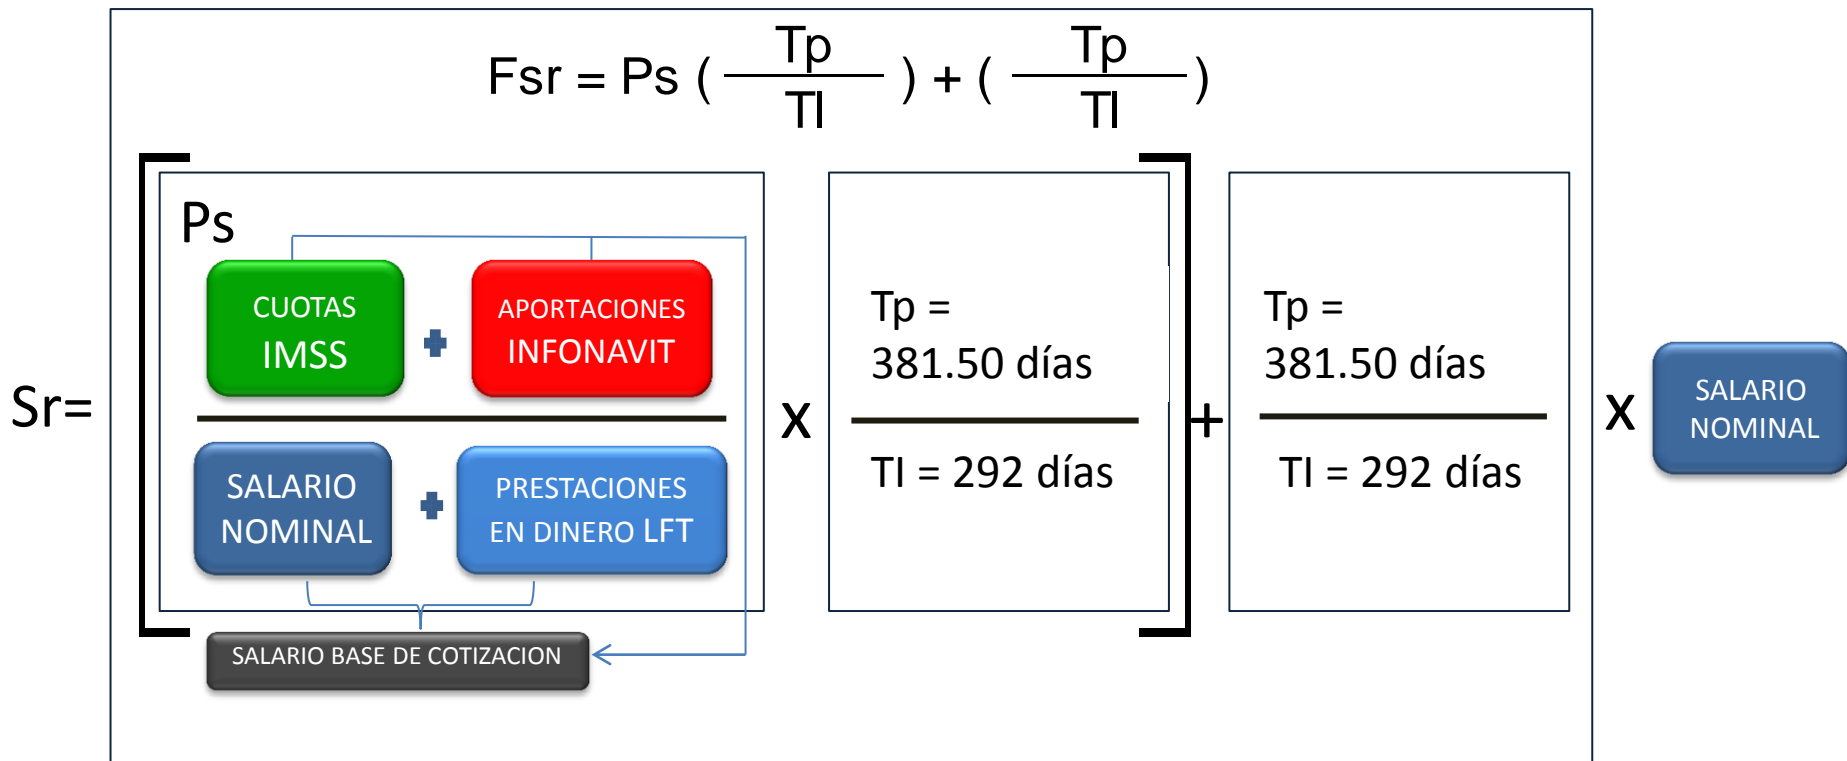 Fsr = Ps ( Tp / Tl ) + ( Tp / Tl )
Ps
CUOTAS
IMSS
APORTACIONES
INFONAVIT
SALARIO
NOMINAL
PRESTACIONES
EN DINERO LFT
SALARIO BASE DE COTIZACION
Sr=
x
Tp =
381.50 días
Tl = 292 días
+
Tp =
381.50 días
Tl = 292 días
x
SALARIO
NOMINAL